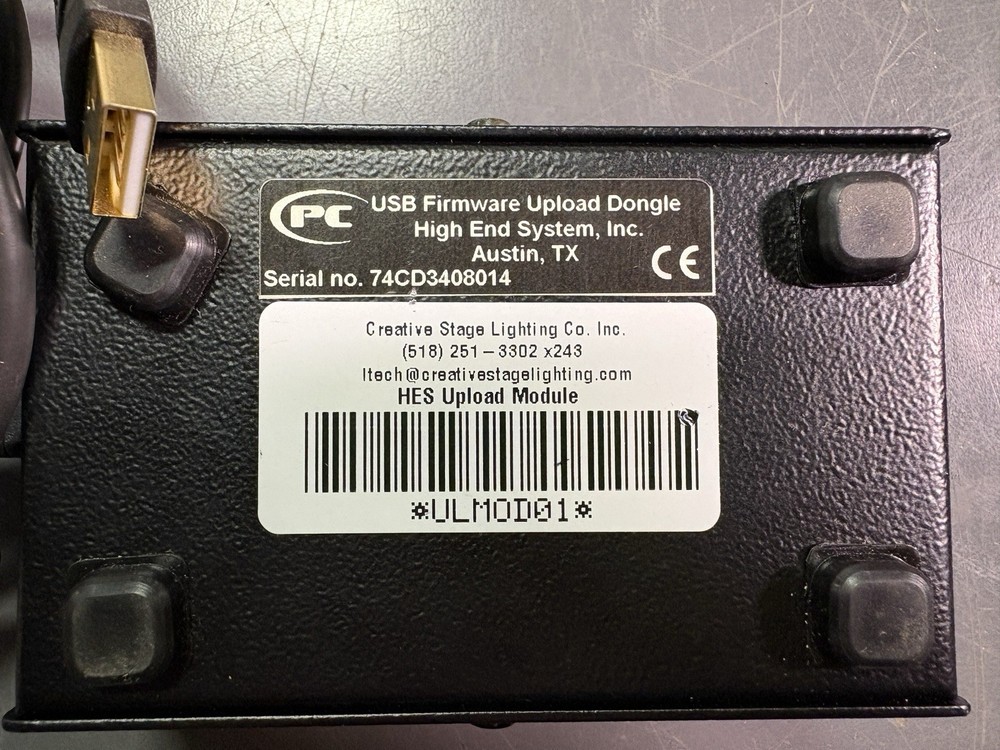 PC
USB Firmware Upload Dongle
High End System, Inc.
Austin, TX
CE
Serial no. 74CD3408014
Creative Stage Lighting Co. Inc.
(518) 251-3302 x243
ltech@creativestagelighting.com
HES Upload Module
*ULMOD01*